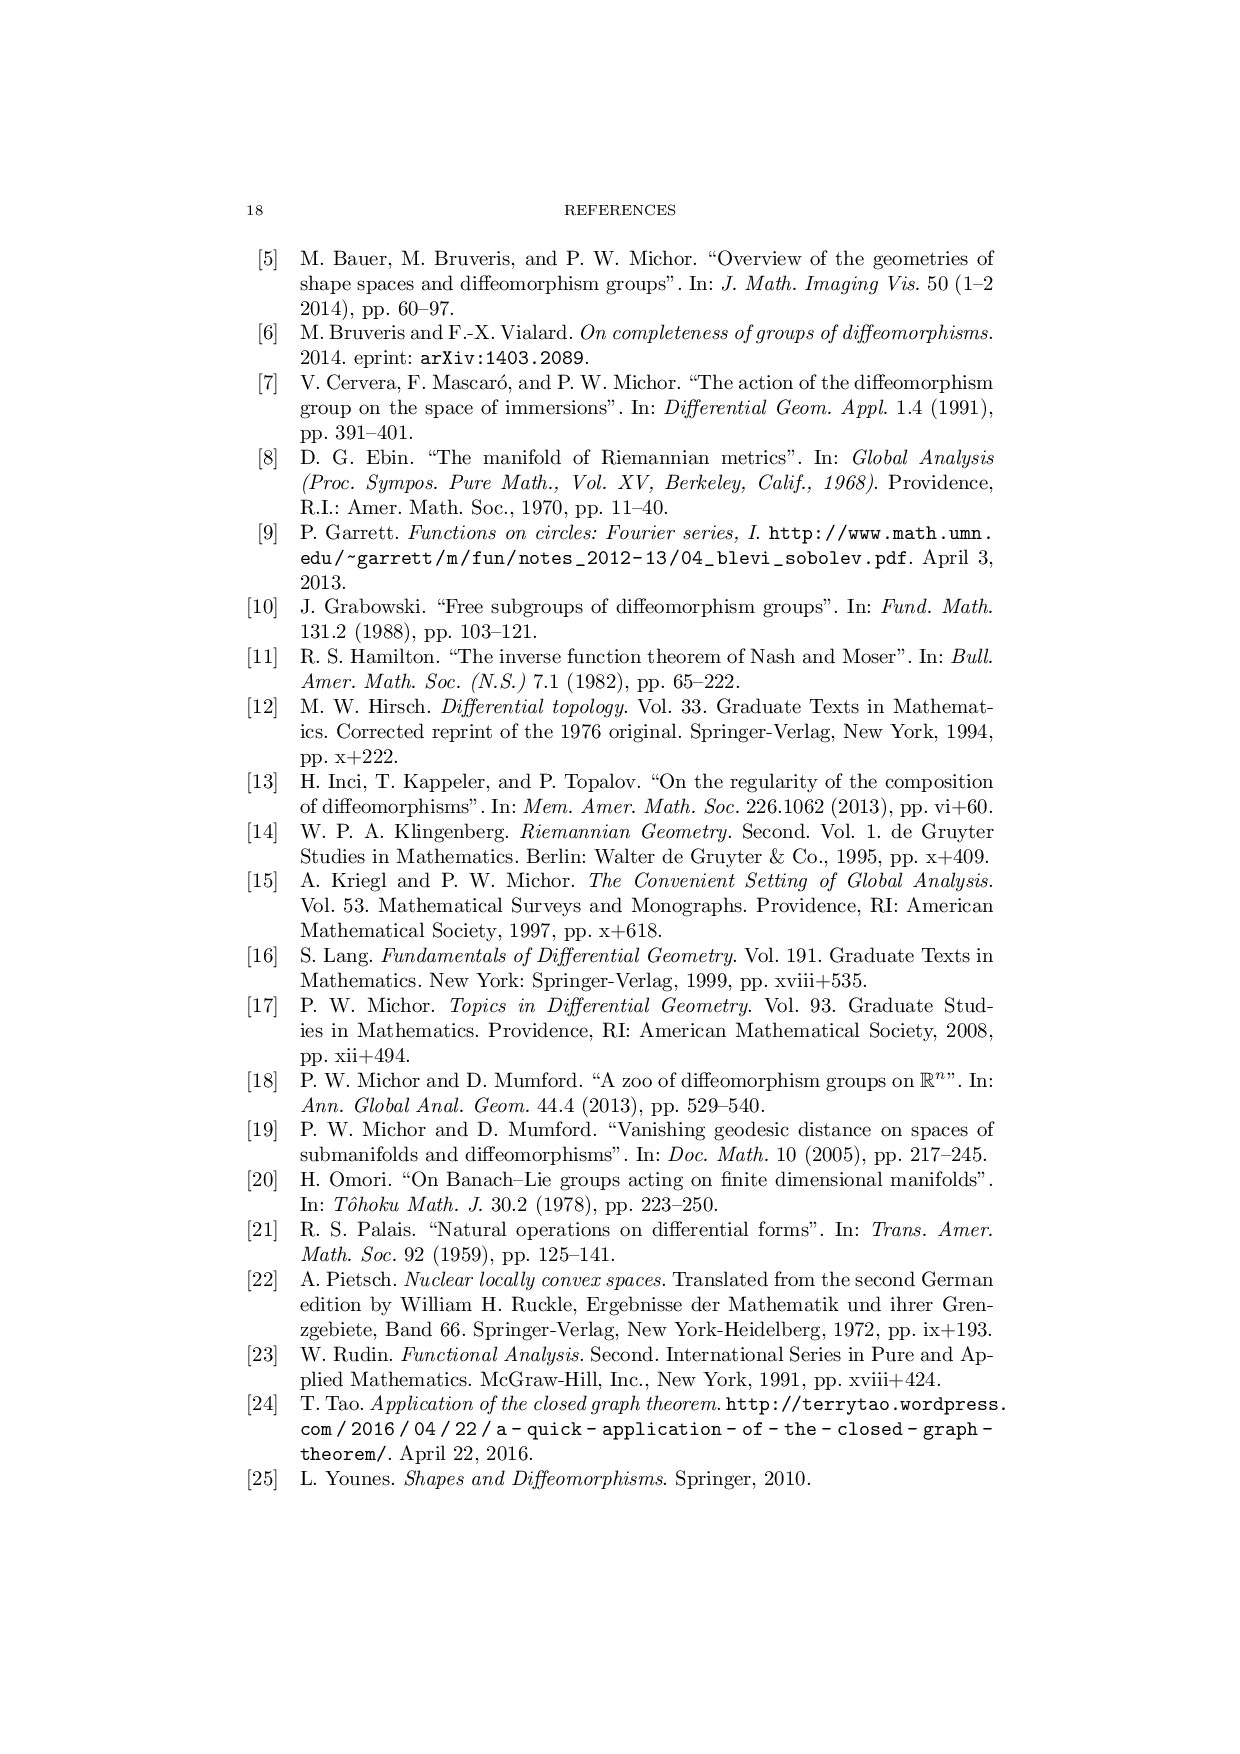 18 REFERENCES
[5] M. Bauer, M. Bruveris, and P. W. Michor. “Overview of the geometries of
shape spaces and diffeomorphism groups”. In: J. Math. Imaging Vis. 50 (1–2
2014), pp. 60–97.
[6] M. Bruveris and F.-X. Vialard. On completeness of groups of diffeomorphisms.
2014. eprint: arXiv:1403.2089.
[7] V. Cervera, F. Mascaró, and P. W. Michor. “The action of the diffeomorphism
group on the space of immersions”. In: Differential Geom. Appl. 1.4 (1991),
pp. 391–401.
[8] D. G. Ebin. “The manifold of Riemannian metrics”. In: Global Analysis
(Proc. Sympos. Pure Math., Vol. XV, Berkeley, Calif., 1968). Providence,
R.I.: Amer. Math. Soc., 1970, pp. 11–40.
[9] P. Garrett. Functions on circles: Fourier series, I. http://www.math.umn.
edu/~garrett/m/fun/notes_2012-13/04_blevi_sobolev.pdf. April 3,
2013.
[10] J. Grabowski. “Free subgroups of diffeomorphism groups”. In: Fund. Math.
131.2 (1988), pp. 103–121.
[11] R. S. Hamilton. “The inverse function theorem of Nash and Moser”. In: Bull.
Amer. Math. Soc. (N.S.) 7.1 (1982), pp. 65–222.
[12] M. W. Hirsch. Differential topology. Vol. 33. Graduate Texts in Mathemat-
ics. Corrected reprint of the 1976 original. Springer-Verlag, New York, 1994,
pp. x+222.
[13] H. Inci, T. Kappeler, and P. Topalov. “On the regularity of the composition
of diffeomorphisms”. In: Mem. Amer. Math. Soc. 226.1062 (2013), pp. vi+60.
[14] W. P. A. Klingenberg. Riemannian Geometry. Second. Vol. 1. de Gruyter
Studies in Mathematics. Berlin: Walter de Gruyter & Co., 1995, pp. x+409.
[15] A. Kriegl and P. W. Michor. The Convenient Setting of Global Analysis.
Vol. 53. Mathematical Surveys and Monographs. Providence, RI: American
Mathematical Society, 1997, pp. x+618.
[16] S. Lang. Fundamentals of Differential Geometry. Vol. 191. Graduate Texts in
Mathematics. New York: Springer-Verlag, 1999, pp. xviii+535.
[17] P. W. Michor. Topics in Differential Geometry. Vol. 93. Graduate Stud-
ies in Mathematics. Providence, RI: American Mathematical Society, 2008,
pp. xii+494.
[18] P. W. Michor and D. Mumford. “A zoo of diffeomorphism groups on ℝⁿ”. In:
Ann. Global Anal. Geom. 44.4 (2013), pp. 529–540.
[19] P. W. Michor and D. Mumford. “Vanishing geodesic distance on spaces of
submanifolds and diffeomorphisms”. In: Doc. Math. 10 (2005), pp. 217–245.
[20] H. Omori. “On Banach–Lie groups acting on finite dimensional manifolds”.
In: Tôhoku Math. J. 30.2 (1978), pp. 223–250.
[21] R. S. Palais. “Natural operations on differential forms”. In: Trans. Amer.
Math. Soc. 92 (1959), pp. 125–141.
[22] A. Pietsch. Nuclear locally convex spaces. Translated from the second German
edition by William H. Ruckle, Ergebnisse der Mathematik und ihrer Gren-
zgebiete, Band 66. Springer-Verlag, New York-Heidelberg, 1972, pp. ix+193.
[23] W. Rudin. Functional Analysis. Second. International Series in Pure and Ap-
plied Mathematics. McGraw-Hill, Inc., New York, 1991, pp. xviii+424.
[24] T. Tao. Application of the closed graph theorem. http://terrytao.wordpress.
com/2016/04/22/a-quick-application-of-the-closed-graph-
theorem/. April 22, 2016.
[25] L. Younes. Shapes and Diffeomorphisms. Springer, 2010.